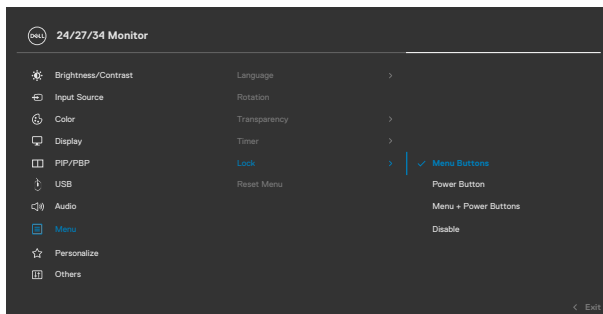 DELL 24/27/34 Monitor
Brightness/Contrast
Input Source
Color
Display
PIP/PBP
USB
Audio
Menu
Personalize
Others
Language
Rotation
Transparency
Timer
Lock
Reset Menu
Menu Buttons
Power Button
Menu + Power Buttons
Disable
Exit